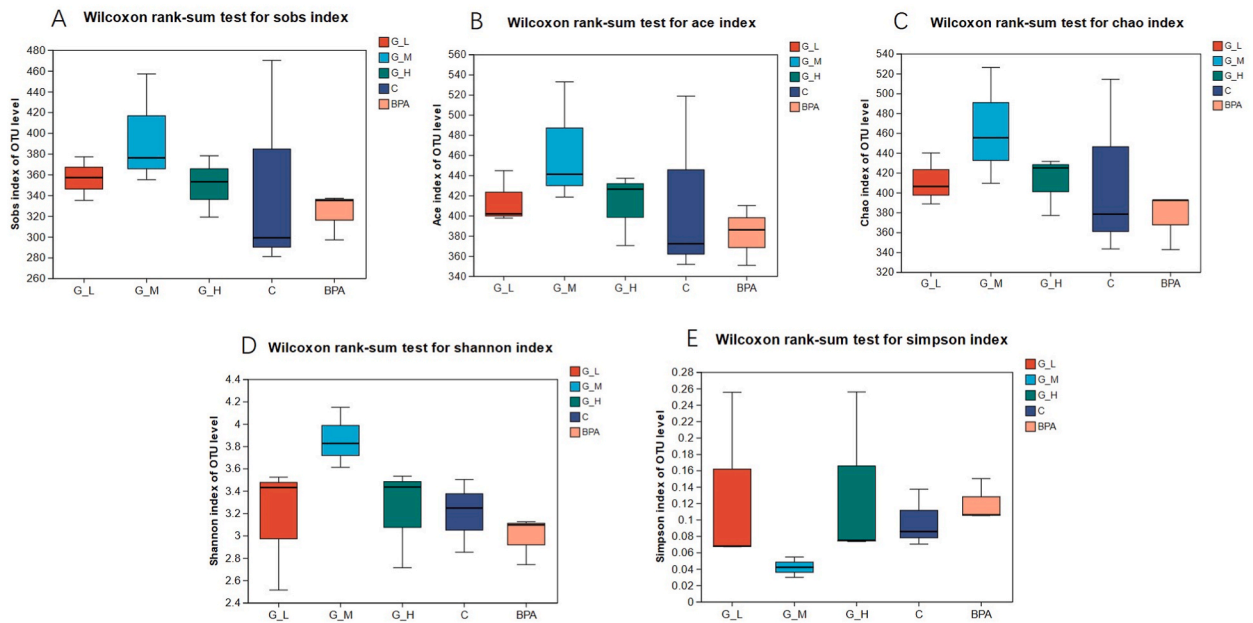 A Wilcoxon rank-sum test for sobs index
Sobs index of OTU level
480
460
440
420
400
380
360
340
320
300
280
260
G_L
G_M
G_H
C
BPA
G_L G_M G_H C BPA
B Wilcoxon rank-sum test for ace index
Ace index of OTU level
560
540
520
500
480
460
440
420
400
380
360
340
G_L
G_M
G_H
C
BPA
G_L G_M G_H C BPA
C Wilcoxon rank-sum test for chao index
Chao index of OTU level
540
520
500
480
460
440
420
400
380
360
340
320
G_L
G_M
G_H
C
BPA
G_L G_M G_H C BPA
D Wilcoxon rank-sum test for shannon index
Shannon index of OTU level
4.4
4.2
4
3.8
3.6
3.4
3.2
3
2.8
2.6
2.4
G_L
G_M
G_H
C
BPA
G_L G_M G_H C BPA
E Wilcoxon rank-sum test for simpson index
Simpson index of OTU level
0.28
0.26
0.24
0.22
0.2
0.18
0.16
0.14
0.12
0.1
0.08
0.06
0.04
0.02
0
G_L
G_M
G_H
C
BPA
G_L G_M G_H C BPA